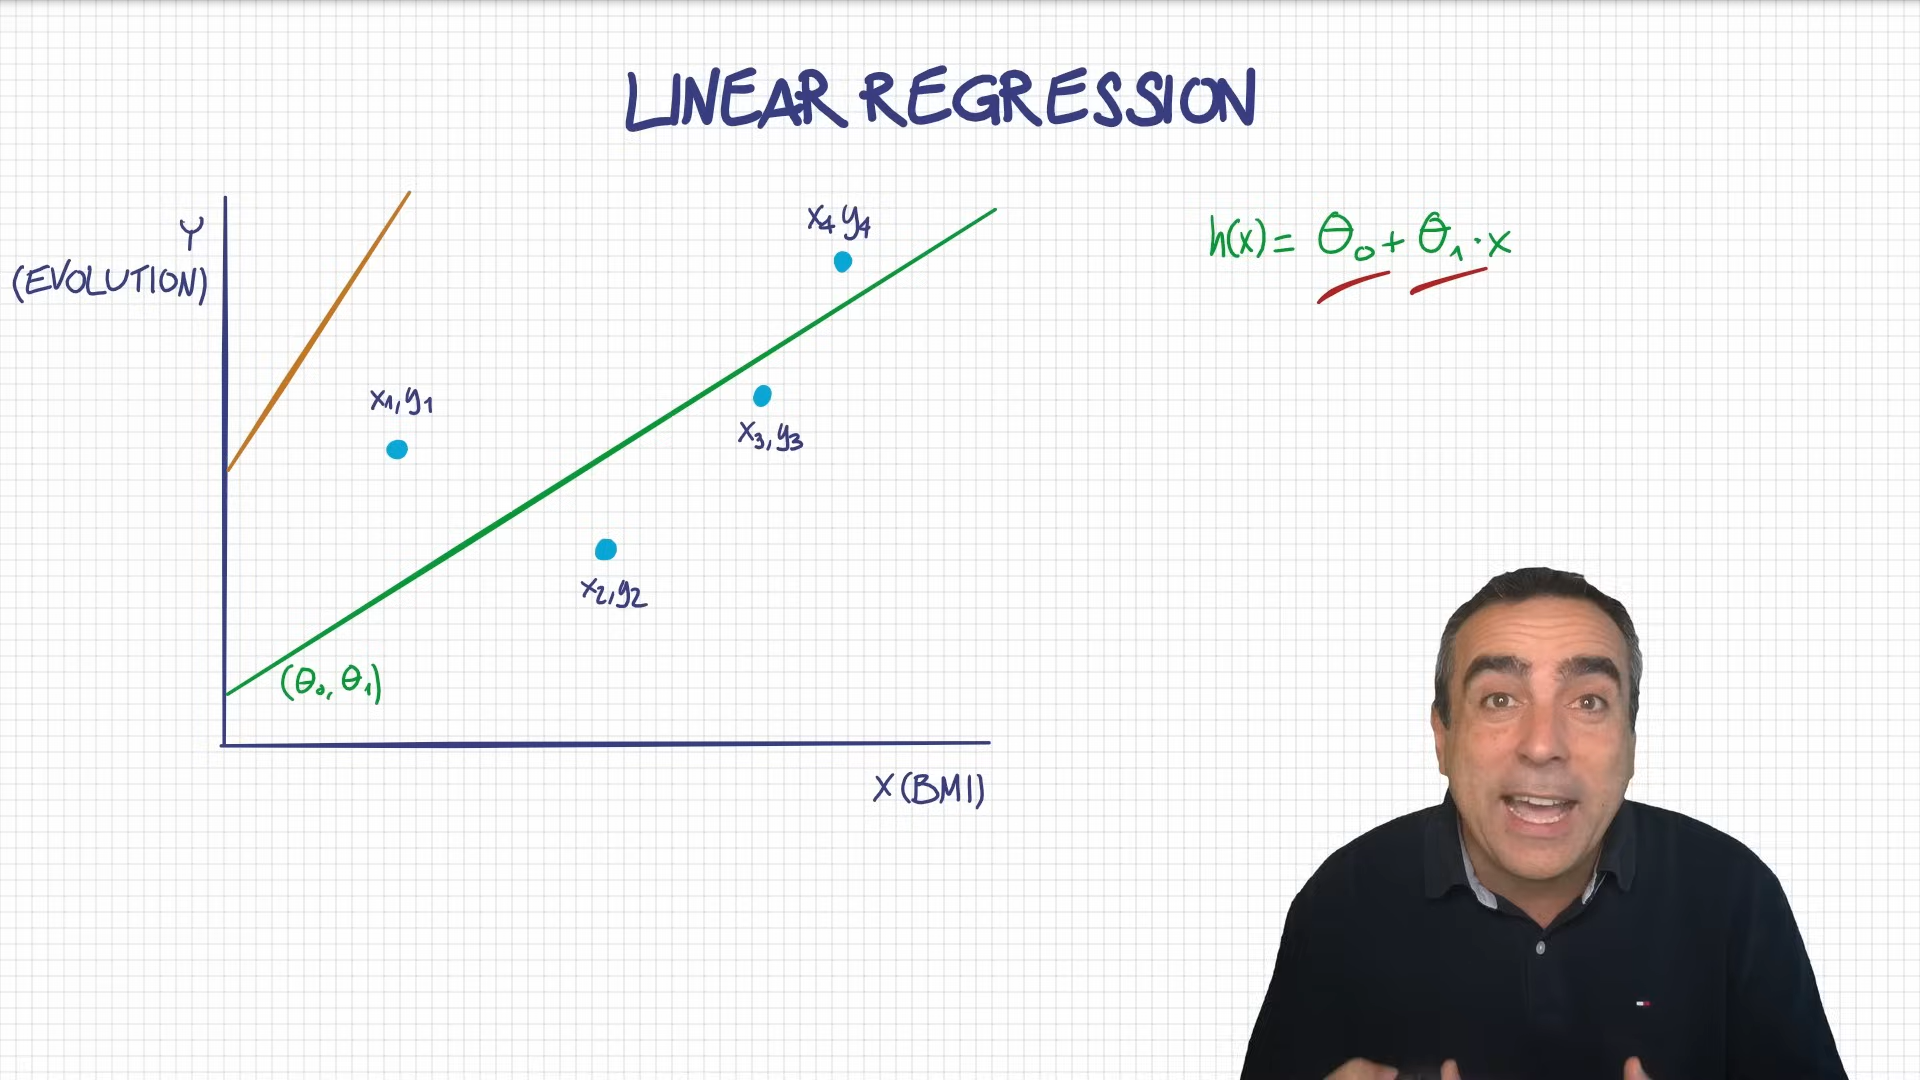 LINEAR REGRESSION
Y
(EVOLUTION)
x₄ y₄
h(x) = θ₀ + θ₁ · x
x₁, y₁
x₃, y₃
x₂, y₂
(θ₀, θ₁)
X (BMI)